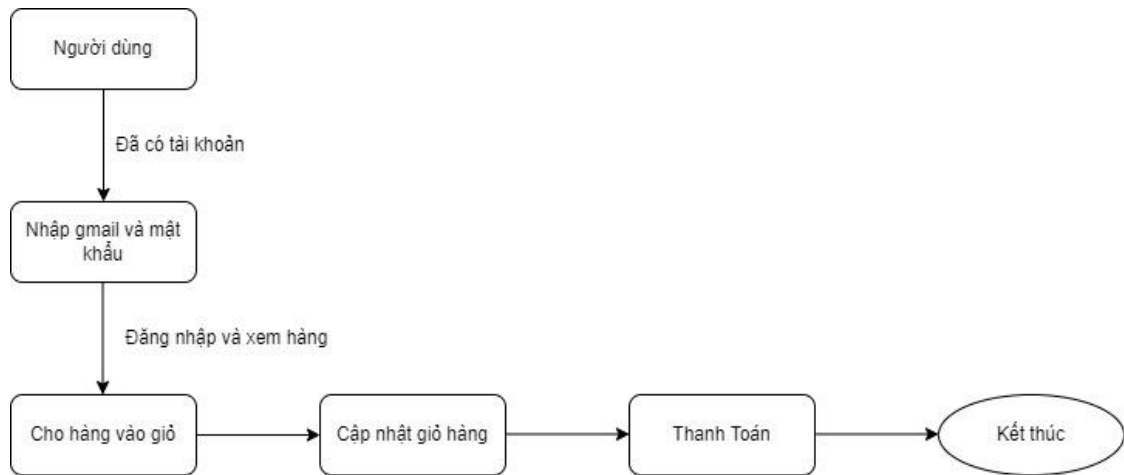 Người dùng
Đã có tài khoản
Nhập gmail và mật
khẩu
Đăng nhập và xem hàng
Cho hàng vào giỏ
Cập nhật giỏ hàng
Thanh Toán
Kết thúc